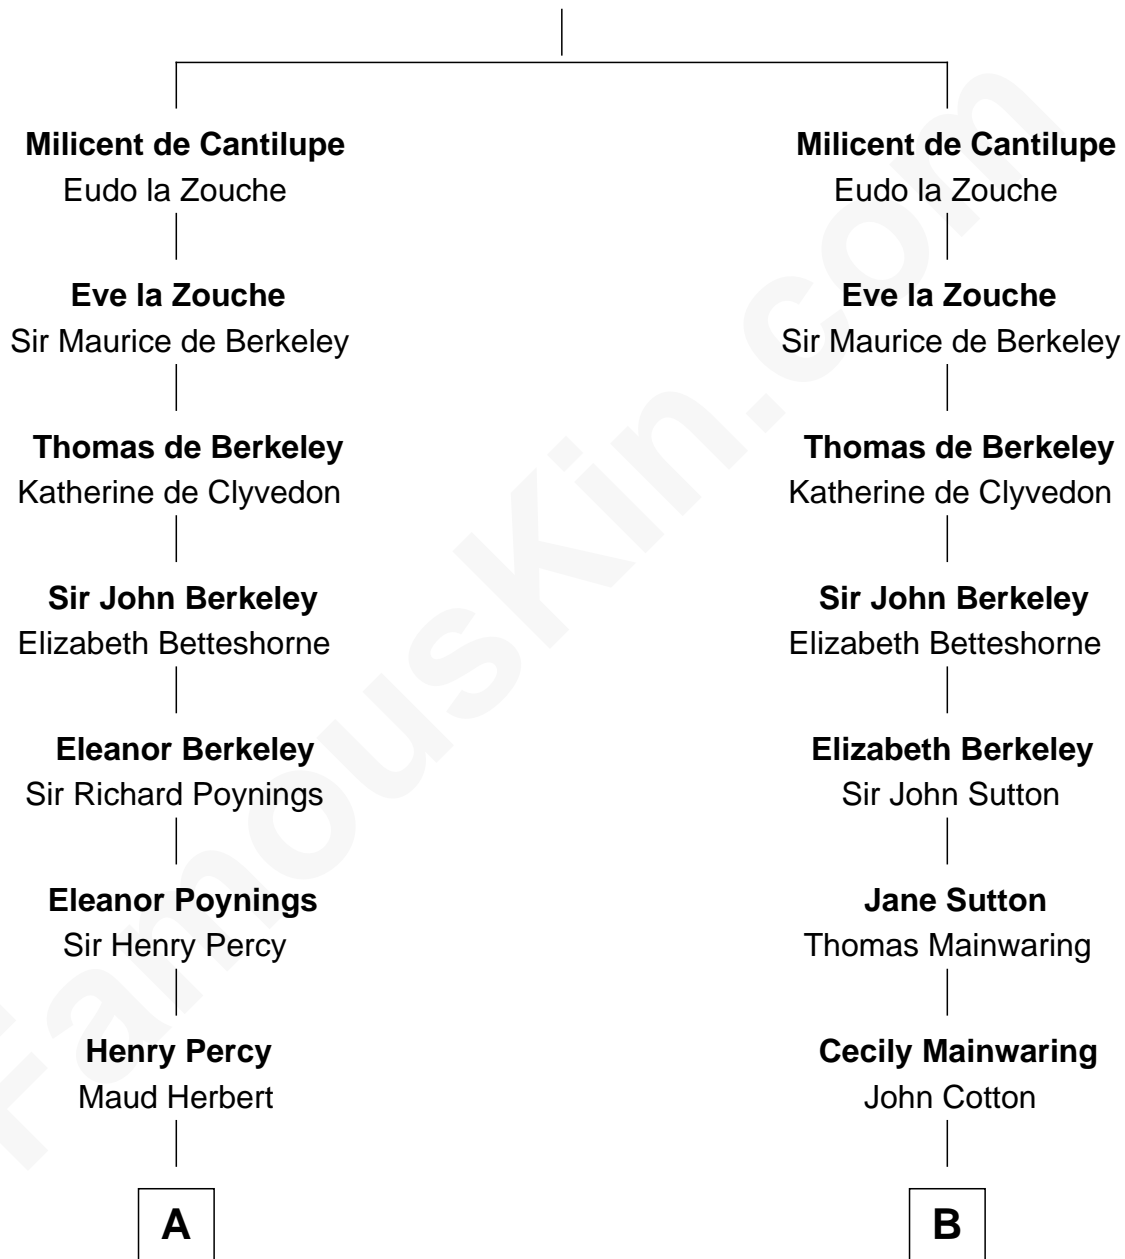 Milicent de Cantilupe
Eudo la Zouche
Eve la Zouche
Sir Maurice de Berkeley
Thomas de Berkeley
Katherine de Clyvedon
Sir John Berkeley
Elizabeth Betteshorne
Eleanor Berkeley
Sir Richard Poynings
Eleanor Poynings
Sir Henry Percy
Henry Percy
Maud Herbert
A
Milicent de Cantilupe
Eudo la Zouche
Eve la Zouche
Sir Maurice de Berkeley
Thomas de Berkeley
Katherine de Clyvedon
Sir John Berkeley
Elizabeth Betteshorne
Elizabeth Berkeley
Sir John Sutton
Jane Sutton
Thomas Mainwaring
Cecily Mainwaring
John Cotton
B
FamousKin.com